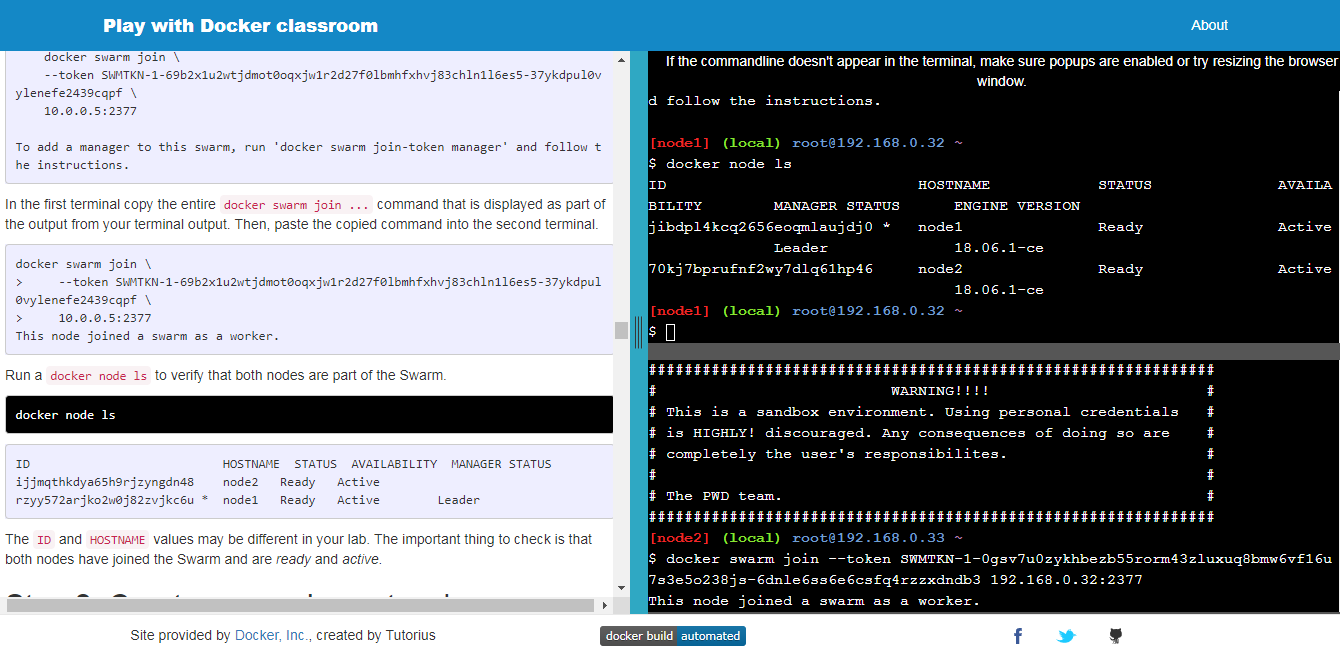 Play with Docker classroom
About
docker swarm join \
--token SWMTKN-1-69b2x1u2wtjdmot0oqxjw1r2d27f0lbmhfxhvj83chln1l6es5-37ykdpul0v
ylenefe2439cqpf \
10.0.0.5:2377
To add a manager to this swarm, run 'docker swarm join-token manager' and follow t
he instructions.
In the first terminal copy the entire docker swarm join ... command that is displayed as part of
the output from your terminal output. Then, paste the copied command into the second terminal.
docker swarm join \
> --token SWMTKN-1-69b2x1u2wtjdmot0oqxjw1r2d27f0lbmhfxhvj83chln1l6es5-37ykdpul
0vylenefe2439cqpf \
> 10.0.0.5:2377
This node joined a swarm as a worker.
Run a docker node ls to verify that both nodes are part of the Swarm.
docker node ls
ID HOSTNAME STATUS AVAILABILITY MANAGER STATUS
ijjmqthkdya65h9rjzyngdn48 node2 Ready Active
rzyy572arjko2w0j82zvjkc6u * node1 Ready Active Leader
The ID and HOSTNAME values may be different in your lab. The important thing to check is that
both nodes have joined the Swarm and are ready and active.
If the commandline doesn't appear in the terminal, make sure popups are enabled or try resizing the browser
window.
d follow the instructions.
[node1] (local) root@192.168.0.32 ~
$ docker node ls
ID HOSTNAME STATUS AVAILA
BILITY MANAGER STATUS ENGINE VERSION
jibdpl4kcq2656eoqmlaujdj0 * node1 Ready Active
Leader 18.06.1-ce
70kj7bprufnf2wy7dlq61hp46 node2 Ready Active
18.06.1-ce
[node1] (local) root@192.168.0.32 ~
$
###############################################################
# WARNING!!!! #
# This is a sandbox environment. Using personal credentials #
# is HIGHLY! discouraged. Any consequences of doing so are #
# completely the user's responsibilites. #
# #
# The PWD team. #
###############################################################
[node2] (local) root@192.168.0.33 ~
$ docker swarm join --token SWMTKN-1-0gsv7u0zykhbezb55rorm43zluxuq8bmw6vf16u
7s3e5o238js-6dnle6ss6e6csfq4rzzxdndb3 192.168.0.32:2377
This node joined a swarm as a worker.
Site provided by Docker, Inc., created by Tutorius
docker build automated